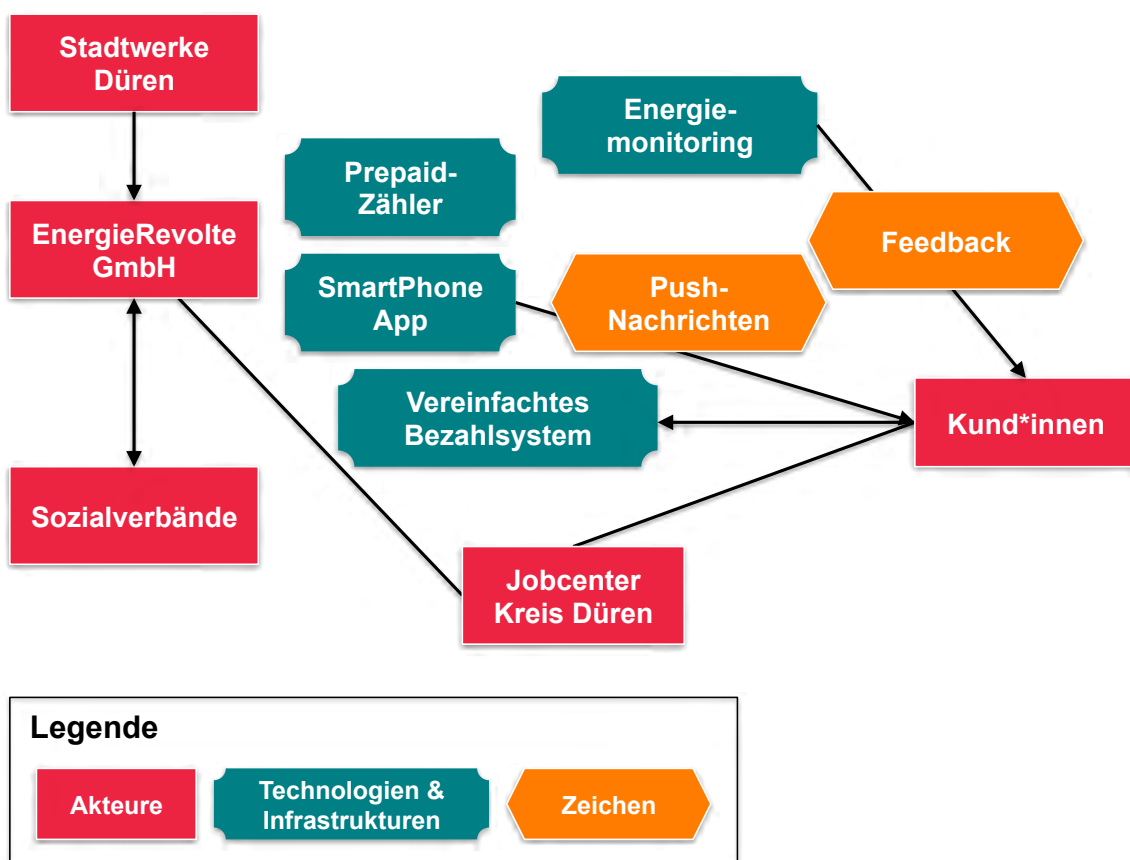 Stadtwerke
Düren
Energie-
monitoring
Prepaid-
Zähler
EnergieRevolte
GmbH
Feedback
SmartPhone
App
Push-
Nachrichten
Vereinfachtes
Bezahlsystem
Kund*innen
Sozialverbände
Jobcenter
Kreis Düren
Legende
Akteure
Technologien &
Infrastrukturen
Zeichen